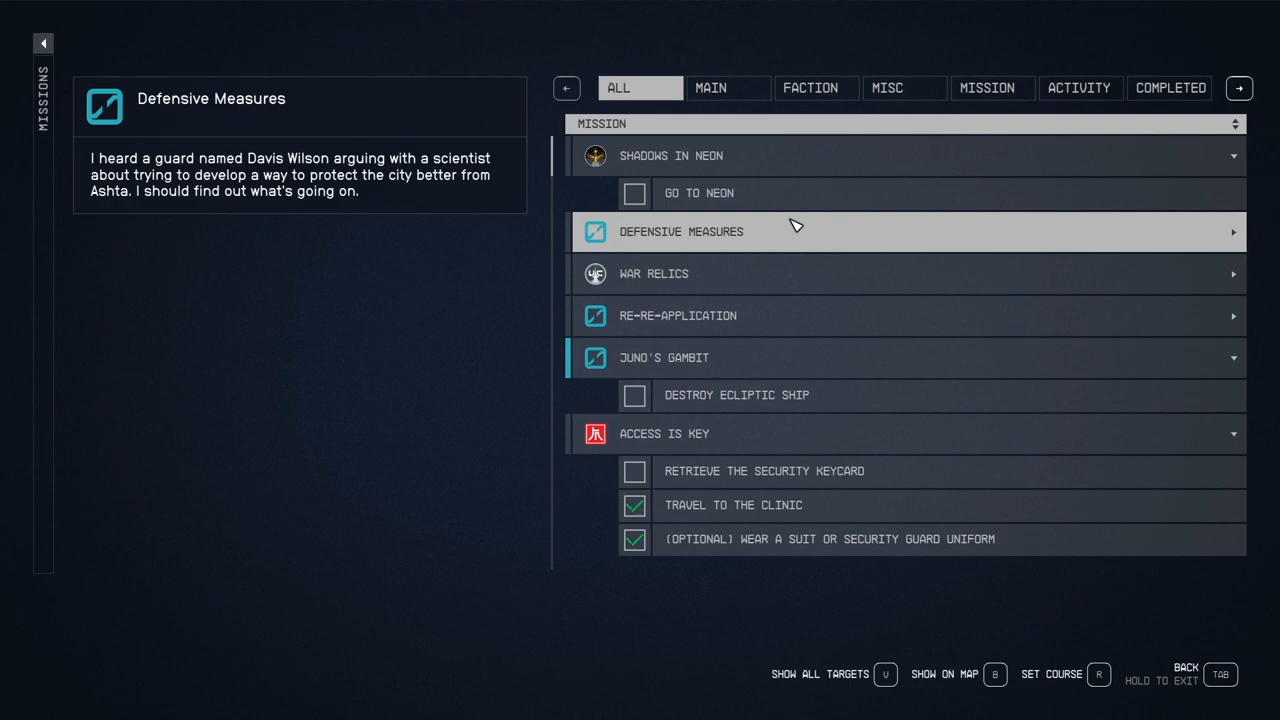 MISSIONS
Defensive Measures
I heard a guard named Davis Wilson arguing with a scientist
about trying to develop a way to protect the city better from
Ashta. I should find out what's going on.
ALL
MAIN
FACTION
MISC
MISSION
ACTIVITY
COMPLETED
MISSION
SHADOWS IN NEON
GO TO NEON
DEFENSIVE MEASURES
UC
WAR RELICS
RE-RE-APPLICATION
JUNO'S GAMBIT
DESTROY ECLIPTIC SHIP
ACCESS IS KEY
RETRIEVE THE SECURITY KEYCARD
TRAVEL TO THE CLINIC
(OPTIONAL) WEAR A SUIT OR SECURITY GUARD UNIFORM
SHOW ALL TARGETS V
SHOW ON MAP B
SET COURSE R
BACK
HOLD TO EXIT
TAB